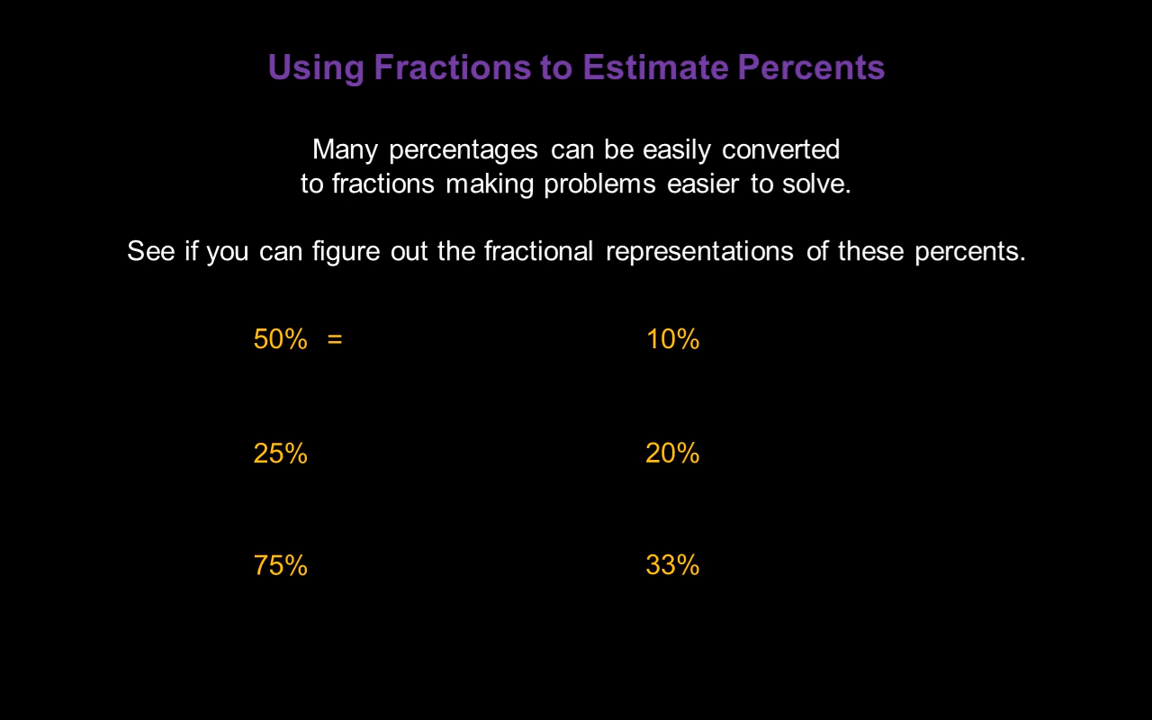 Using Fractions to Estimate Percents
Many percentages can be easily converted
to fractions making problems easier to solve.
See if you can figure out the fractional representations of these percents.
50% =
10%
25%
20%
75%
33%